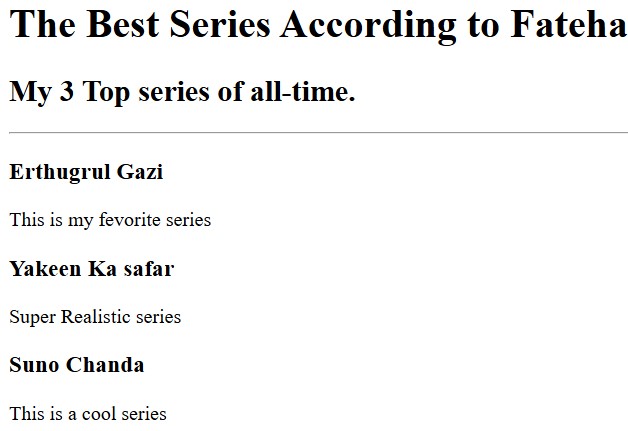 The Best Series According to Fateha
My 3 Top series of all-time.
Erthugrul Gazi
This is my fevorite series
Yakeen Ka safar
Super Realistic series
Suno Chanda
This is a cool series